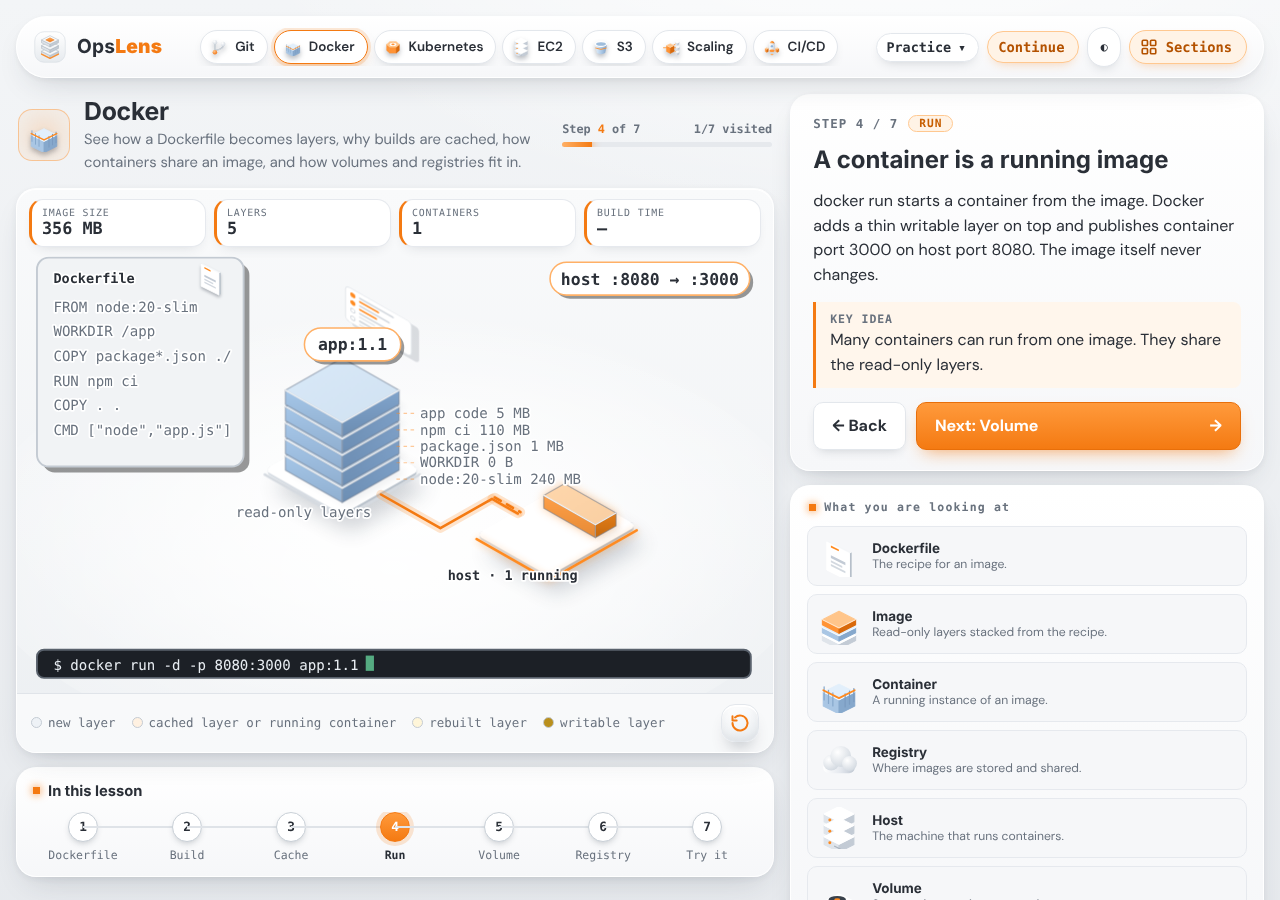 OpsLens
Git
Docker
Kubernetes
EC2
S3
Scaling
CI/CD
Practice ▾
Continue
Sections
Docker
See how a Dockerfile becomes layers, why builds are cached, how
containers share an image, and how volumes and registries fit in.
Step 4 of 7
1/7 visited
IMAGE SIZE
356 MB
LAYERS
5
CONTAINERS
1
BUILD TIME
—
Dockerfile
FROM node:20-slim
WORKDIR /app
COPY package*.json ./
RUN npm ci
COPY . .
CMD ["node","app.js"]
host :8080 → :3000
app:1.1
app code 5 MB
npm ci 110 MB
package.json 1 MB
WORKDIR 0 B
node:20-slim 240 MB
read-only layers
host · 1 running
$ docker run -d -p 8080:3000 app:1.1
new layer
cached layer or running container
rebuilt layer
writable layer
In this lesson
1
2
3
4
5
6
7
Dockerfile
Build
Cache
Run
Volume
Registry
Try it
STEP 4 / 7
RUN
A container is a running image
docker run starts a container from the image. Docker
adds a thin writable layer on top and publishes container
port 3000 on host port 8080. The image itself never
changes.
KEY IDEA
Many containers can run from one image. They share
the read-only layers.
← Back
Next: Volume →
What you are looking at
Dockerfile
The recipe for an image.
Image
Read-only layers stacked from the recipe.
Container
A running instance of an image.
Registry
Where images are stored and shared.
Host
The machine that runs containers.
Volume